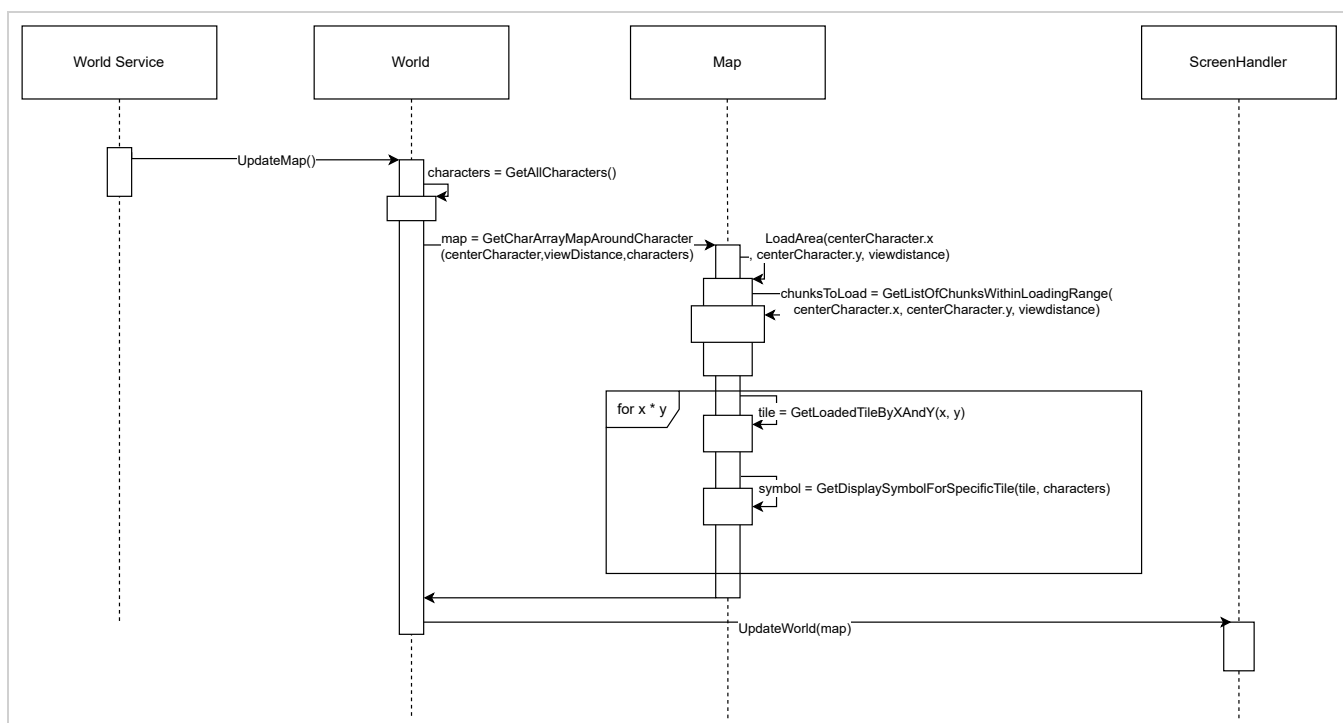 World Service
World
Map
ScreenHandler
UpdateMap()
characters = GetAllCharacters()
map = GetCharArrayMapAroundCharacter
(centerCharacter,viewDistance,characters)
LoadArea(centerCharacter.x
, centerCharacter.y, viewdistance)
chunksToLoad = GetListOfChunksWithinLoadingRange(
centerCharacter.x, centerCharacter.y, viewdistance)
for x * y
tile = GetLoadedTileByXAndY(x, y)
symbol = GetDisplaySymbolForSpecificTile(tile, characters)
UpdateWorld(map)